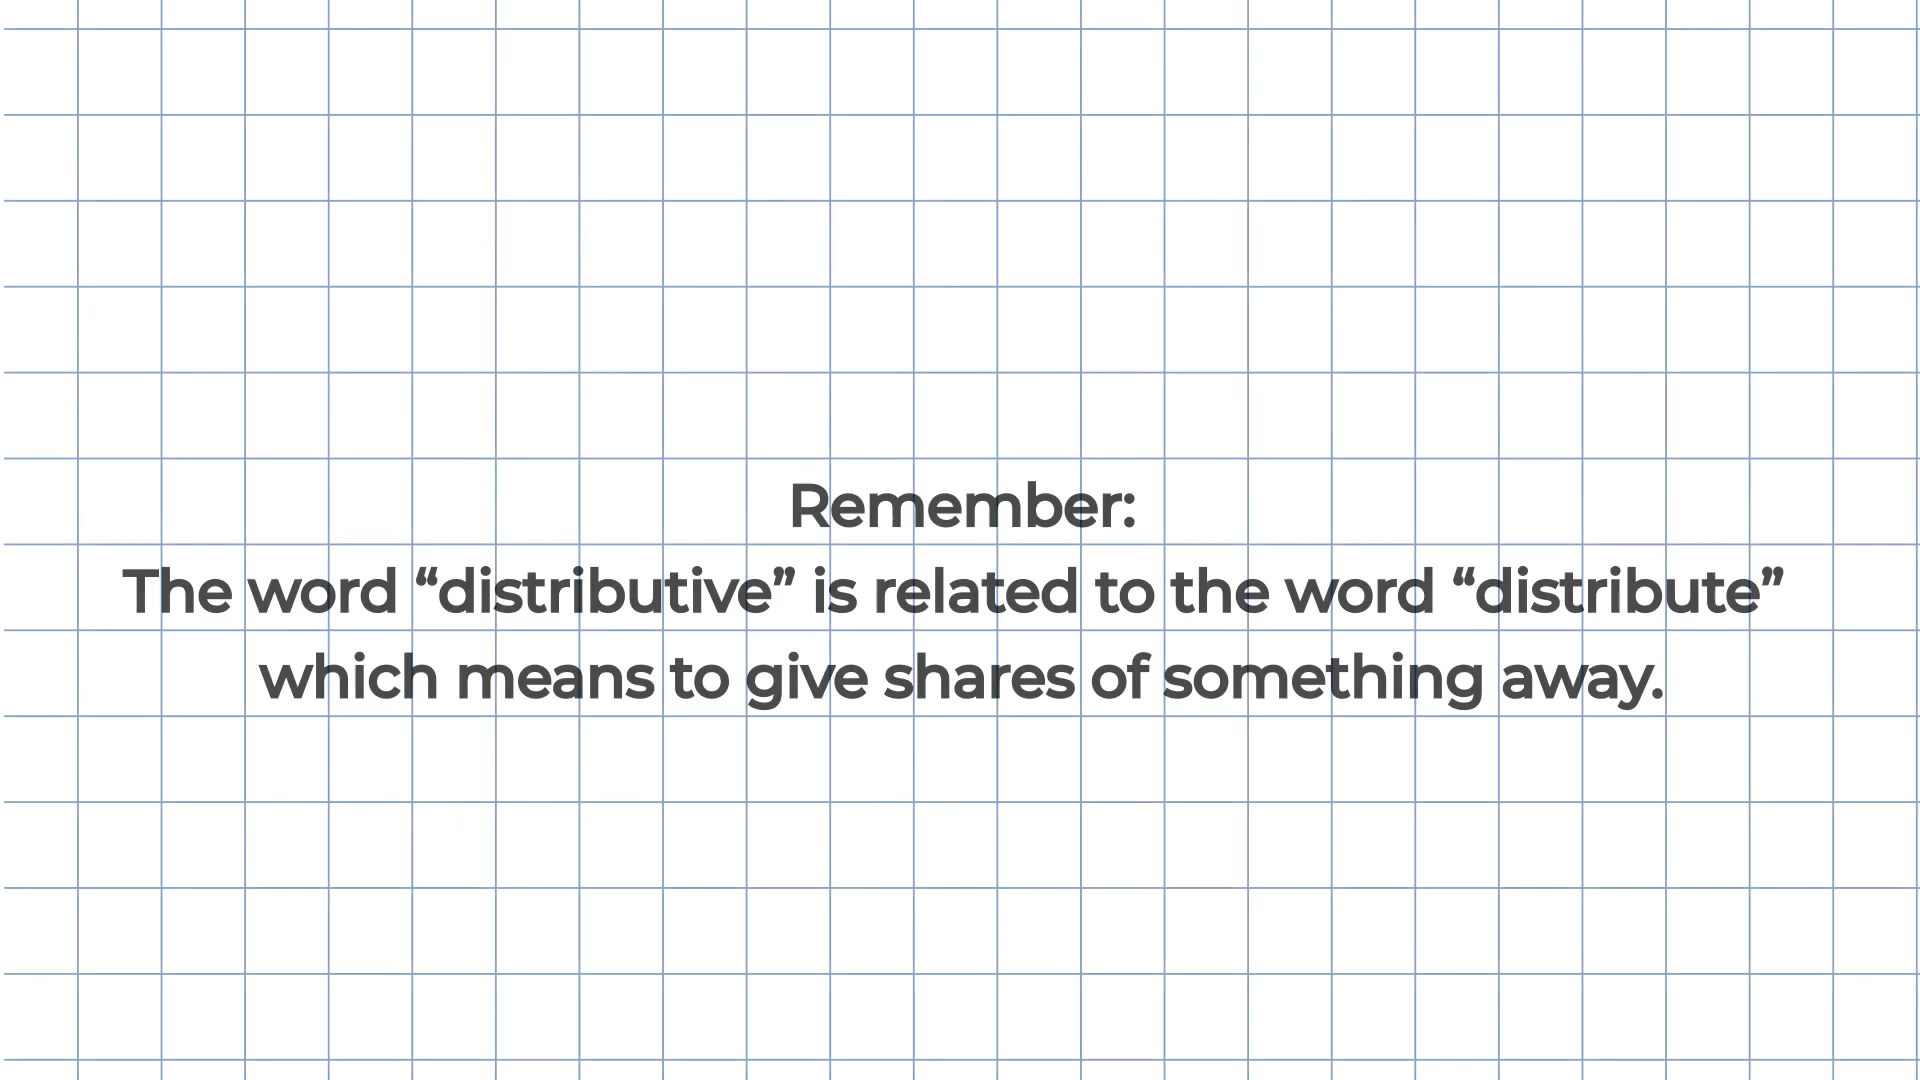 Remember:
The word “distributive” is related to the word “distribute”
which means to give shares of something away.